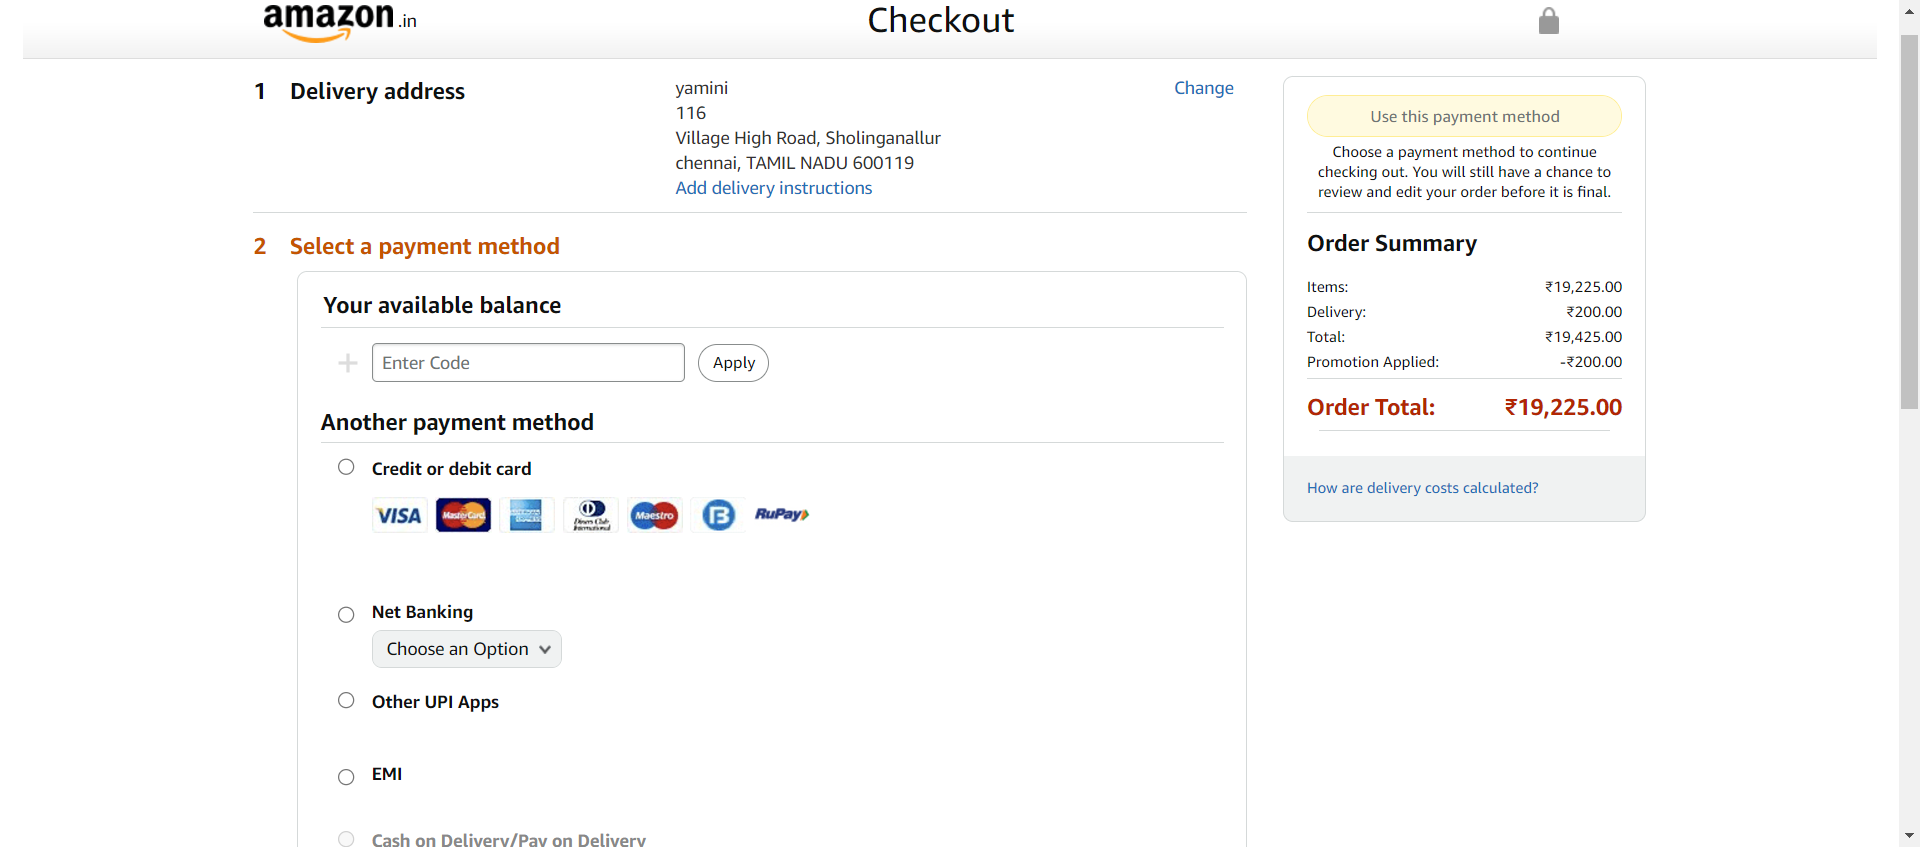 amazon.in
Checkout
1 Delivery address
yamini
116
Village High Road, Sholinganallur
chennai, TAMIL NADU 600119
Add delivery instructions
Change
2 Select a payment method
Your available balance
Enter Code
Apply
Another payment method
Credit or debit card
VISA MasterCard AMERICAN EXPRESS Diners Club International Maestro B RuPay
Net Banking
Choose an Option
Other UPI Apps
EMI
Cash on Delivery/Pay on Delivery
Use this payment method
Choose a payment method to continue
checking out. You will still have a chance to
review and edit your order before it is final.
Order Summary
Items: ₹19,225.00
Delivery: ₹200.00
Total: ₹19,425.00
Promotion Applied: -₹200.00
Order Total: ₹19,225.00
How are delivery costs calculated?